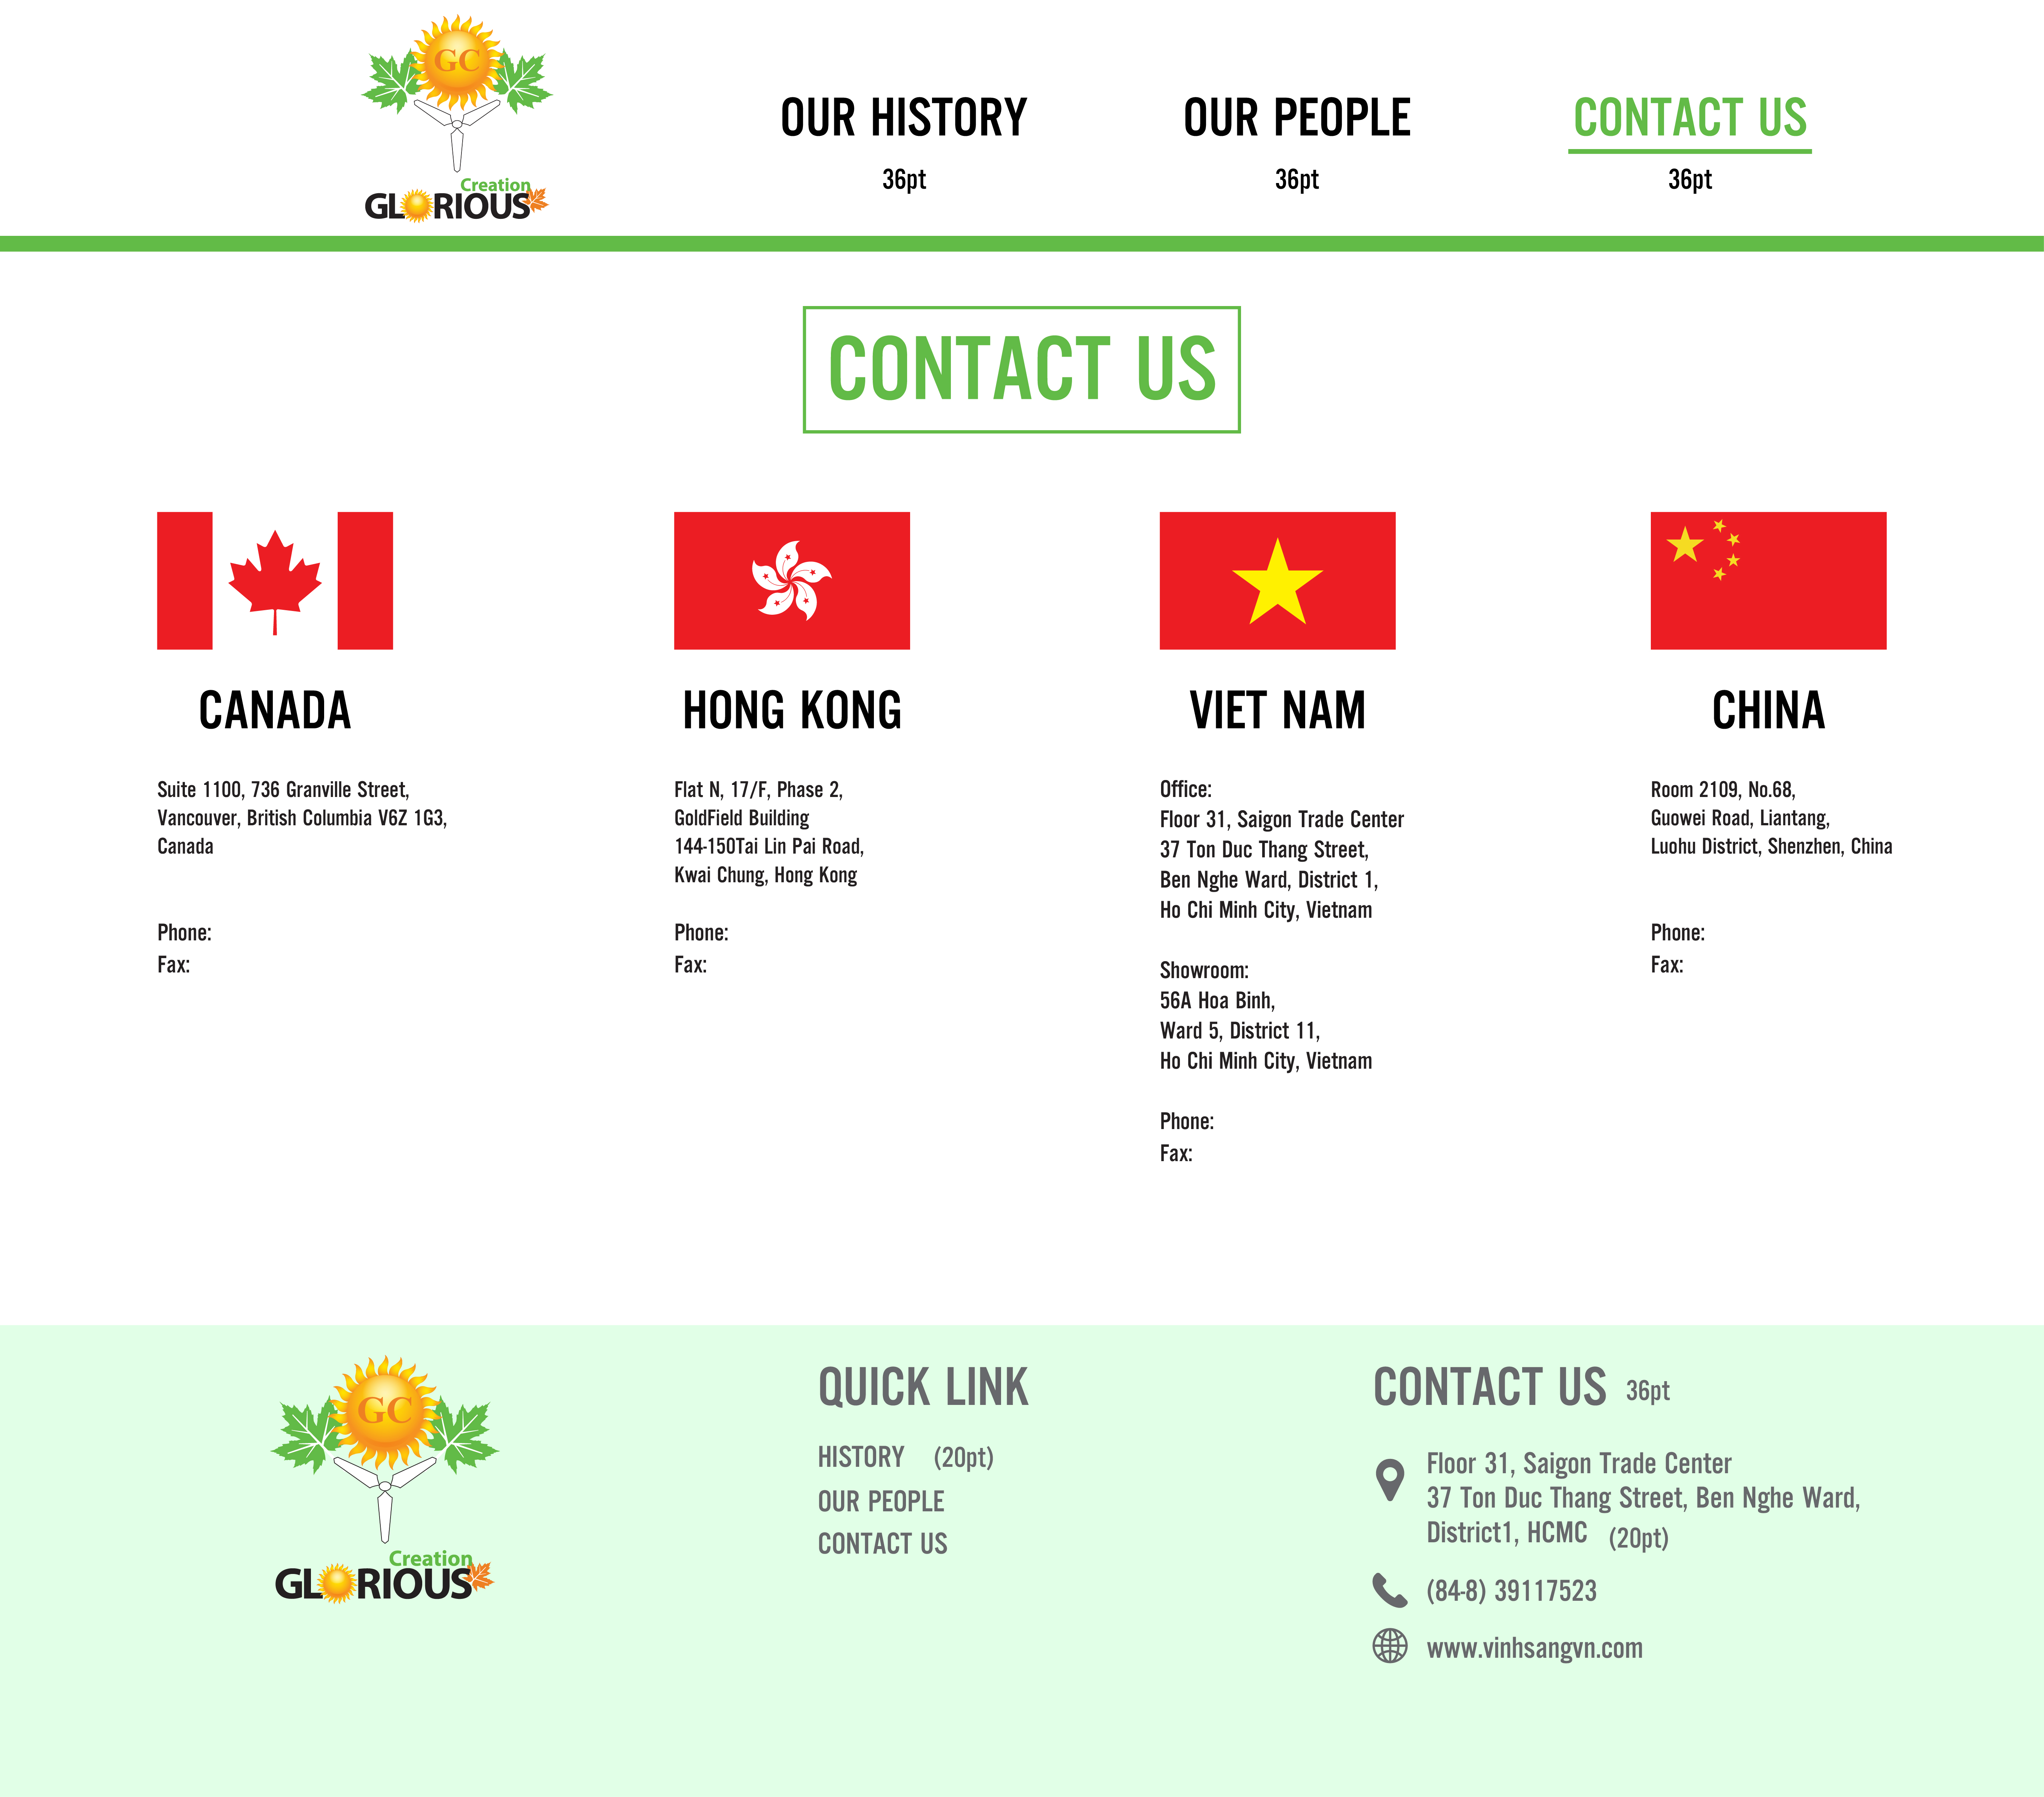 GC
Creation
GLORIOUS
OUR HISTORY
36pt
OUR PEOPLE
36pt
CONTACT US
36pt
CONTACT US
CANADA
Suite 1100, 736 Granville Street,
Vancouver, British Columbia V6Z 1G3,
Canada
Phone:
Fax:
HONG KONG
Flat N, 17/F, Phase 2,
GoldField Building
144-150Tai Lin Pai Road,
Kwai Chung, Hong Kong
Phone:
Fax:
VIET NAM
Office:
Floor 31, Saigon Trade Center
37 Ton Duc Thang Street,
Ben Nghe Ward, District 1,
Ho Chi Minh City, Vietnam
Showroom:
56A Hoa Binh,
Ward 5, District 11,
Ho Chi Minh City, Vietnam
Phone:
Fax:
CHINA
Room 2109, No.68,
Guowei Road, Liantang,
Luohu District, Shenzhen, China
Phone:
Fax:
GC
Creation
GLORIOUS
QUICK LINK
HISTORY (20pt)
OUR PEOPLE
CONTACT US
CONTACT US 36pt
Floor 31, Saigon Trade Center
37 Ton Duc Thang Street, Ben Nghe Ward,
District1, HCMC (20pt)
(84-8) 39117523
www.vinhsangvn.com